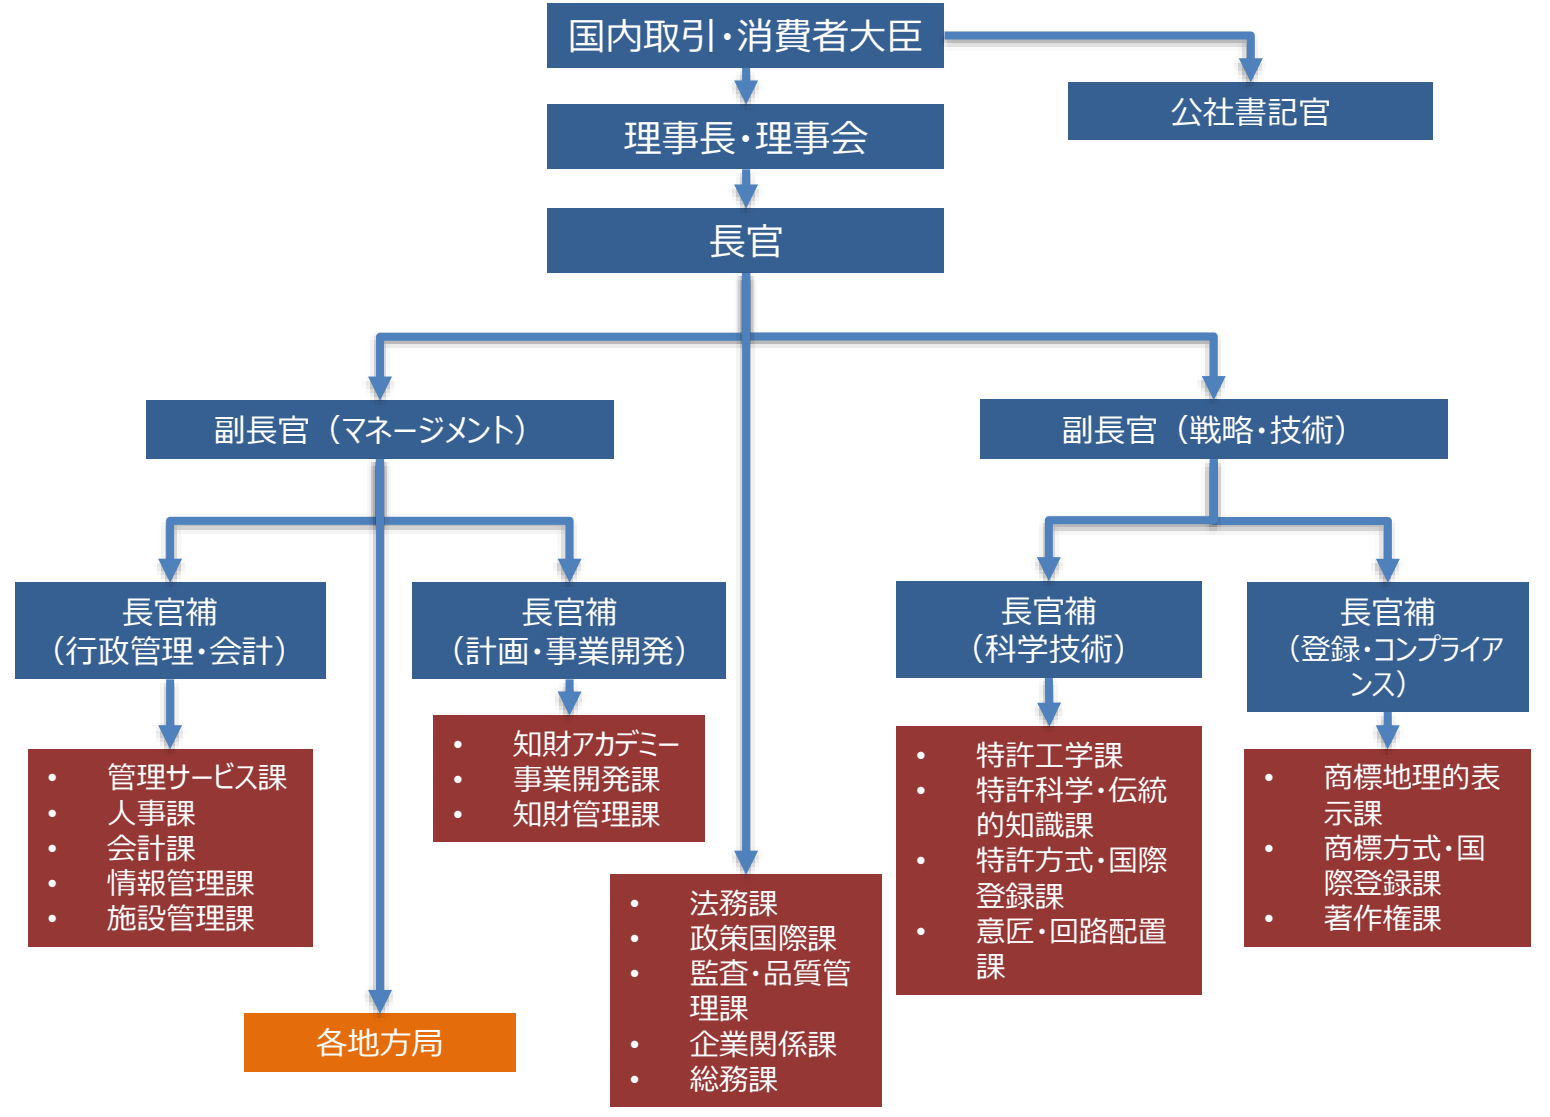 国内取引・消費者大臣
公社書記官
理事長・理事会
長官
副長官（マネージメント）
副長官（戦略・技術）
長官補
（行政管理・会計）
長官補
（計画・事業開発）
長官補
（科学技術）
長官補
（登録・コンプライア
ンス）
• 管理サービス課
• 人事課
• 会計課
• 情報管理課
• 施設管理課
• 知財アカデミー
• 事業開発課
• 知財管理課
• 法務課
• 政策国際課
• 監査・品質管
理課
• 企業関係課
• 総務課
• 特許工学課
• 特許科学・伝統
的知識課
• 特許方式・国際
登録課
• 意匠・回路配置
課
• 商標地理的表
示課
• 商標方式・国
際登録課
• 著作権課
各地方局